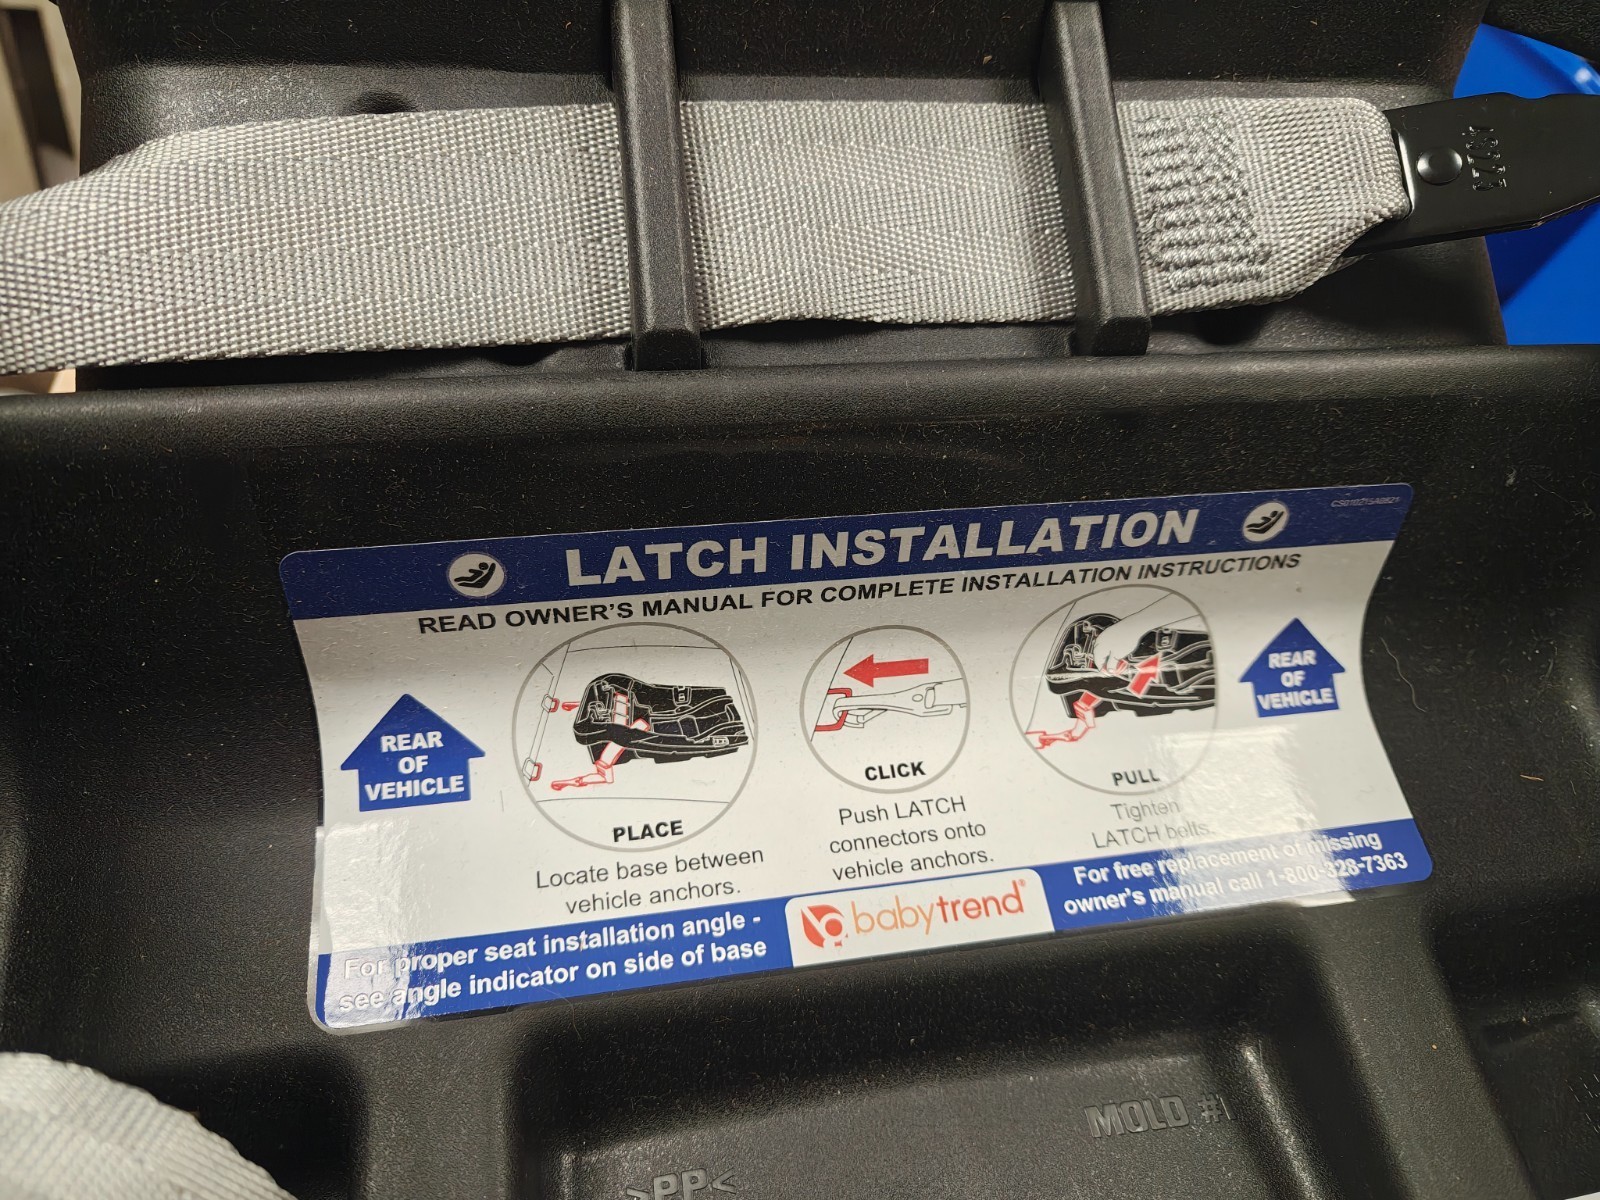 LATCH INSTALLATION
READ OWNER'S MANUAL FOR COMPLETE INSTALLATION INSTRUCTIONS
REAR
OF
VEHICLE
PLACE
Locate base between
vehicle anchors.
CLICK
Push LATCH
connectors onto
vehicle anchors.
PULL
Tighten
LATCH belts.
REAR
OF
VEHICLE
For proper seat installation angle -
see angle indicator on side of base
babytrend®
For free replacement of missing
owner's manual call 1-800-328-7363
MOLD #1
>PP<